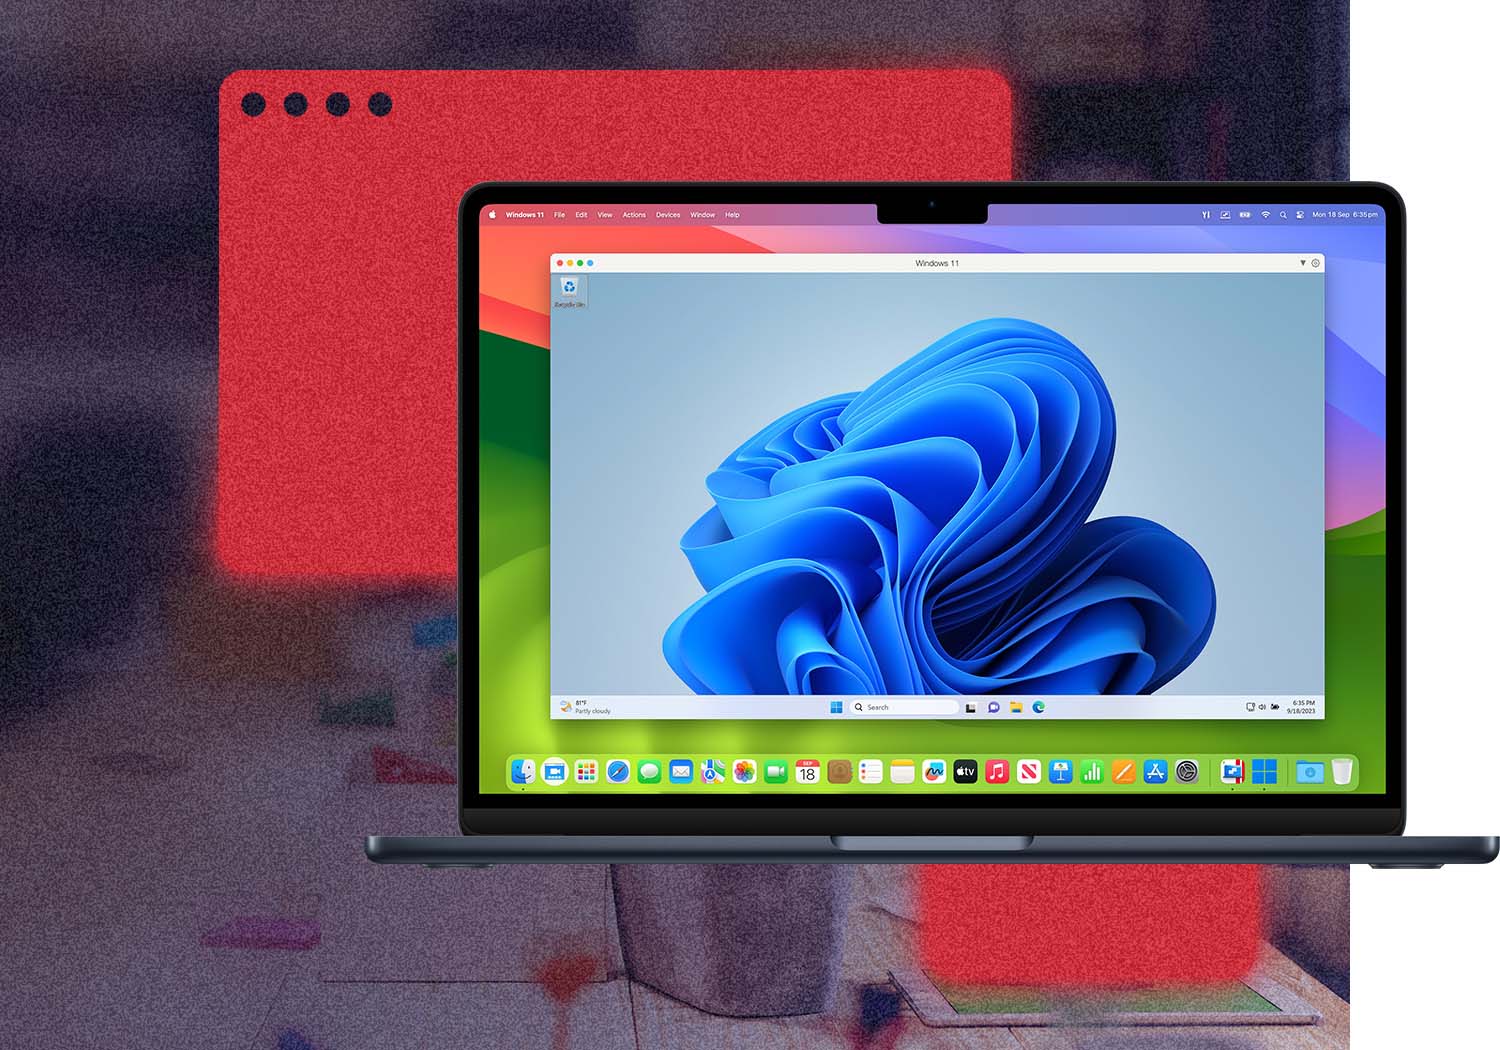 Windows 11 File Edit View Actions Devices Window Help
Mon 18 Sep 6:35 pm
Windows 11
Recycle Bin
81°F
Partly cloudy
Search
6:35 PM
9/18/2023
SEP
18
tv